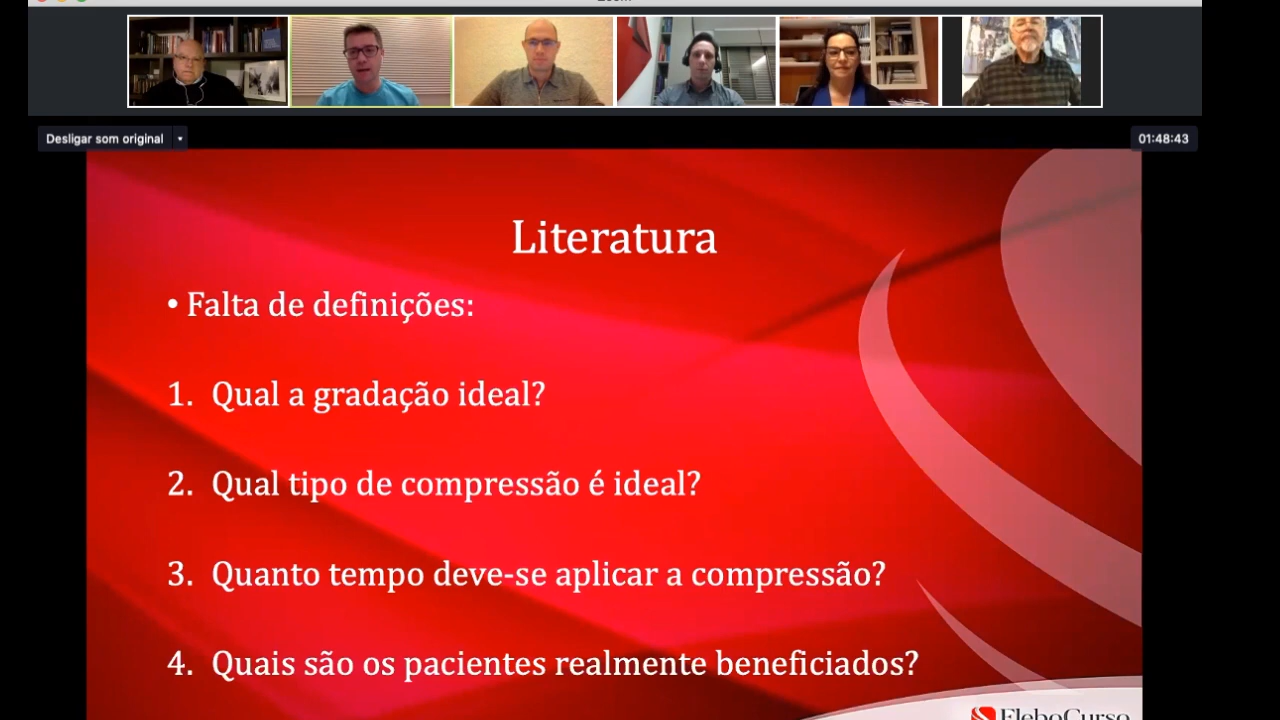 Desligar som original
01:48:43
Literatura
• Falta de definições:
1. Qual a gradação ideal?
2. Qual tipo de compressão é ideal?
3. Quanto tempo deve-se aplicar a compressão?
4. Quais são os pacientes realmente beneficiados?
FleboCurso